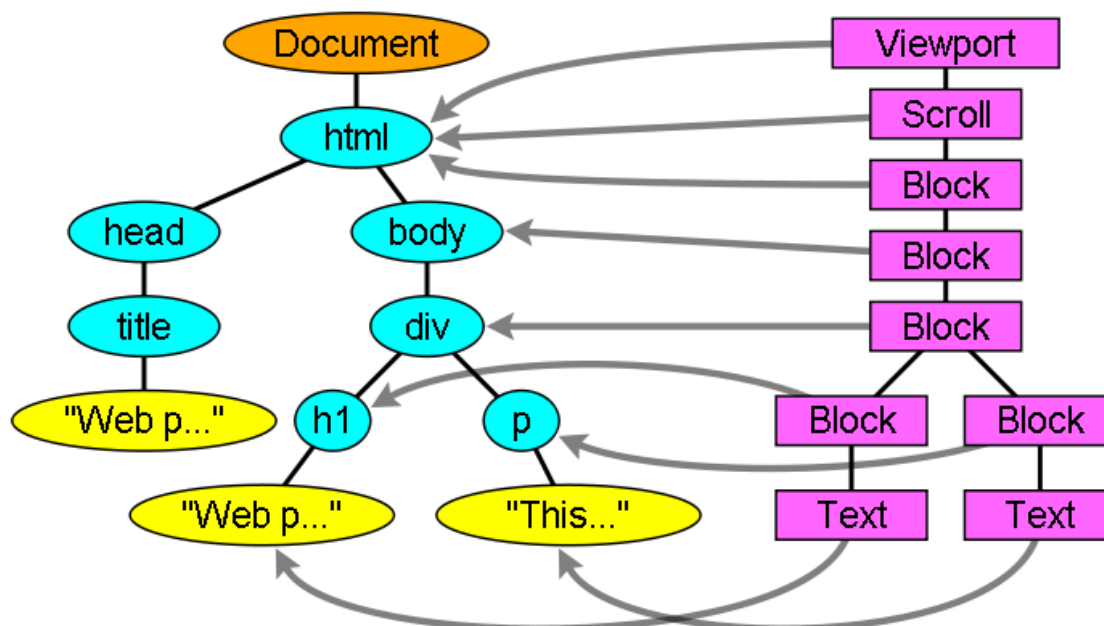 Document
Viewport
html
Scroll
Block
head
body
Block
title
div
Block
"Web p..."
h1
p
Block
Block
"Web p..."
"This..."
Text
Text